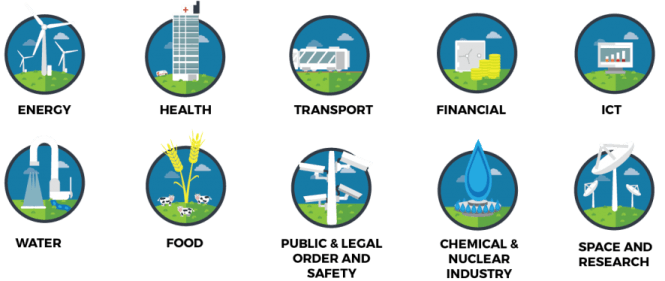 ENERGY
HEALTH
TRANSPORT
FINANCIAL
ICT
WATER
FOOD
PUBLIC & LEGAL
ORDER AND
SAFETY
CHEMICAL &
NUCLEAR
INDUSTRY
SPACE AND
RESEARCH